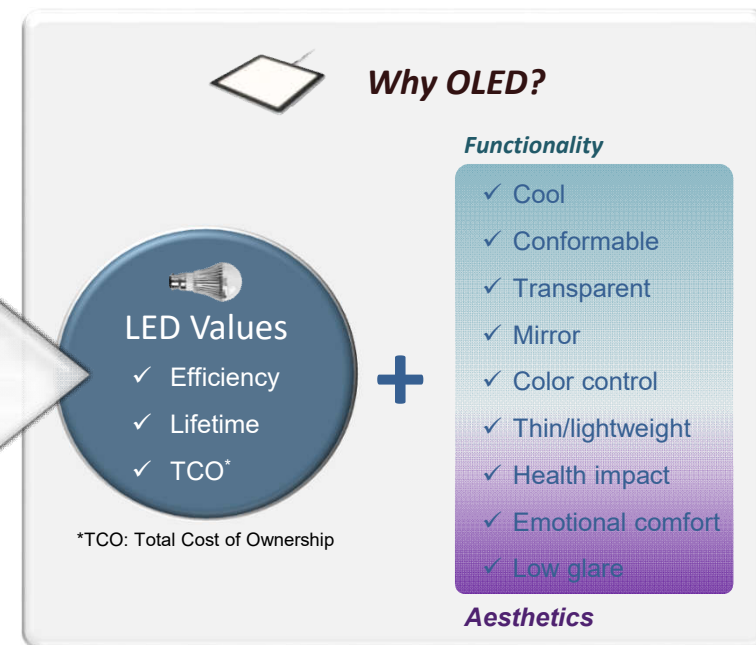 Why OLED?
LED Values
✓ Efficiency
✓ Lifetime
✓ TCO*
*TCO: Total Cost of Ownership
+
Functionality
✓ Cool
✓ Conformable
✓ Transparent
✓ Mirror
✓ Color control
✓ Thin/lightweight
✓ Health impact
✓ Emotional comfort
✓ Low glare
Aesthetics